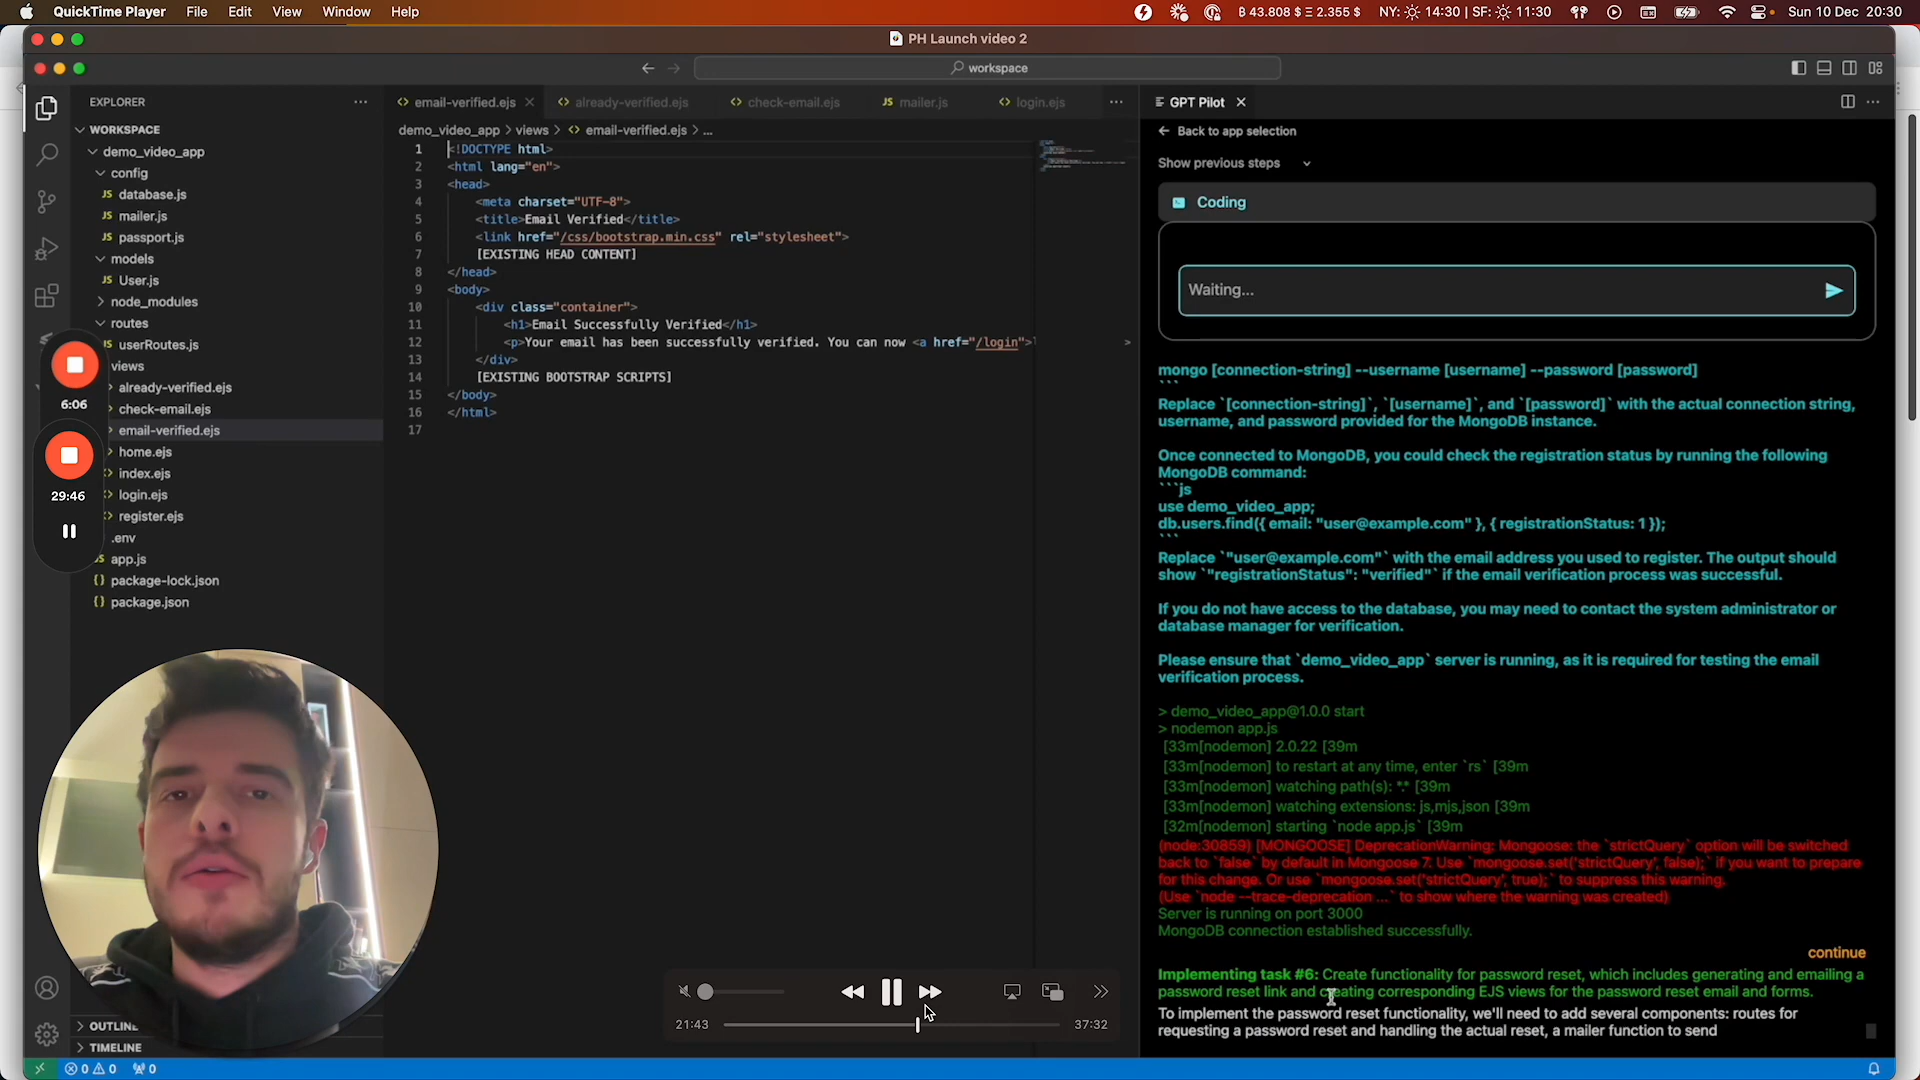 QuickTime Player File Edit View Window Help
₿ 43.808 $ Ξ 2.355 $ NY: 14:30 | SF: 11:30 Sun 10 Dec 20:30
PH Launch video 2
workspace
EXPLORER
WORKSPACE
demo_video_app
config
JS database.js
JS mailer.js
JS passport.js
models
JS User.js
node_modules
routes
userRoutes.js
views
already-verified.ejs
check-email.ejs
email-verified.ejs
home.ejs
index.ejs
login.ejs
register.ejs
.env
app.js
{} package-lock.json
{} package.json
6:06
29:46
OUTLINE
TIMELINE
0 0 0
email-verified.ejs already-verified.ejs check-email.ejs JS mailer.js login.ejs
demo_video_app > views > email-verified.ejs > ...
1 <!DOCTYPE html>
2 <html lang="en">
3 <head>
4 <meta charset="UTF-8">
5 <title>Email Verified</title>
6 <link href="/css/bootstrap.min.css" rel="stylesheet">
7 [EXISTING HEAD CONTENT]
8 </head>
9 <body>
10 <div class="container">
11 <h1>Email Successfully Verified</h1>
12 <p>Your email has been successfully verified. You can now <a href="/login">
13 </div>
14 [EXISTING BOOTSTRAP SCRIPTS]
15 </body>
16 </html>
17
21:43 37:32
GPT Pilot
Back to app selection
Show previous steps
Coding
Waiting...
mongo [connection-string] --username [username] --password [password]
```
Replace `[connection-string]`, `[username]`, and `[password]` with the actual connection string,
username, and password provided for the MongoDB instance.
Once connected to MongoDB, you could check the registration status by running the following
MongoDB command:
```js
use demo_video_app;
db.users.find({ email: "user@example.com" }, { registrationStatus: 1 });
```
Replace `"user@example.com"` with the email address you used to register. The output should
show `"registrationStatus": "verified"` if the email verification process was successful.
If you do not have access to the database, you may need to contact the system administrator or
database manager for verification.
Please ensure that `demo_video_app` server is running, as it is required for testing the email
verification process.
> demo_video_app@1.0.0 start
> nodemon app.js
[33m[nodemon] 2.0.22 [39m
[33m[nodemon] to restart at any time, enter `rs` [39m
[33m[nodemon] watching path(s): *.* [39m
[33m[nodemon] watching extensions: js,mjs,json [39m
[32m[nodemon] starting `node app.js` [39m
(node:30859) [MONGOOSE] DeprecationWarning: Mongoose: the `strictQuery` option will be switched
back to `false` by default in Mongoose 7. Use `mongoose.set('strictQuery', false);` if you want to prepare
for this change. Or use `mongoose.set('strictQuery', true);` to suppress this warning.
(Use `node --trace-deprecation ...` to show where the warning was created)
Server is running on port 3000
MongoDB connection established successfully.
continue
Implementing task #6: Create functionality for password reset, which includes generating and emailing a
password reset link and creating corresponding EJS views for the password reset email and forms.
To implement the password reset functionality, we'll need to add several components: routes for
requesting a password reset and handling the actual reset, a mailer function to send